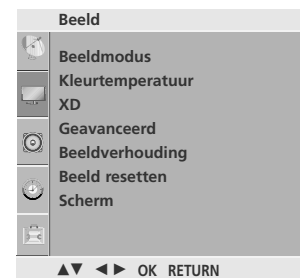 Beeld
Beeldmodus
Kleurtemperatuur
XD
Geavanceerd
Beeldverhouding
Beeld resetten
Scherm
▲▼ ◄► OK RETURN